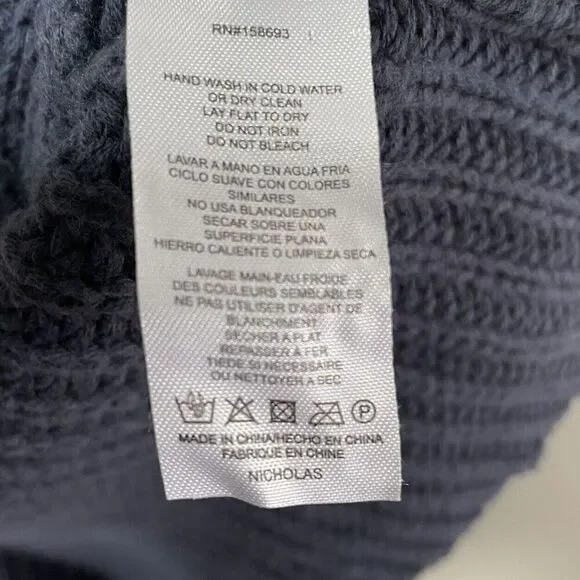 RN#158693
HAND WASH IN COLD WATER
OR DRY CLEAN
LAY FLAT TO DRY
DO NOT IRON
DO NOT BLEACH
LAVAR A MANO EN AGUA FRIA
CICLO SUAVE CON COLORES
SIMILARES
NO USA BLANQUEADOR
SECAR SOBRE UNA
SUPERFICIE PLANA
HIERRO CALIENTE O LIMPIEZA SECA
LAVAGE MAIN-EAU FROIDE
DES COULEURS SEMBLABLES
NE PAS UTILISER D'AGENT DE
BLANCHIMENT
SECHER A PLAT
REPASSER A FER
TIEDE SI NECESSAIRE
OU NETTOYER A SEC
P
MADE IN CHINA/HECHO EN CHINA
FABRIQUE EN CHINE
NICHOLAS